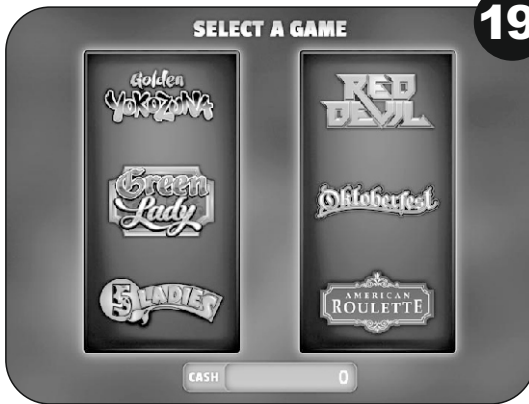 SELECT A GAME
19
Golden
YOKOZUNA
Green
Lady
5 LADIES
RED
DEVIL
Oktoberfest
AMERICAN
ROULETTE
CASH 0